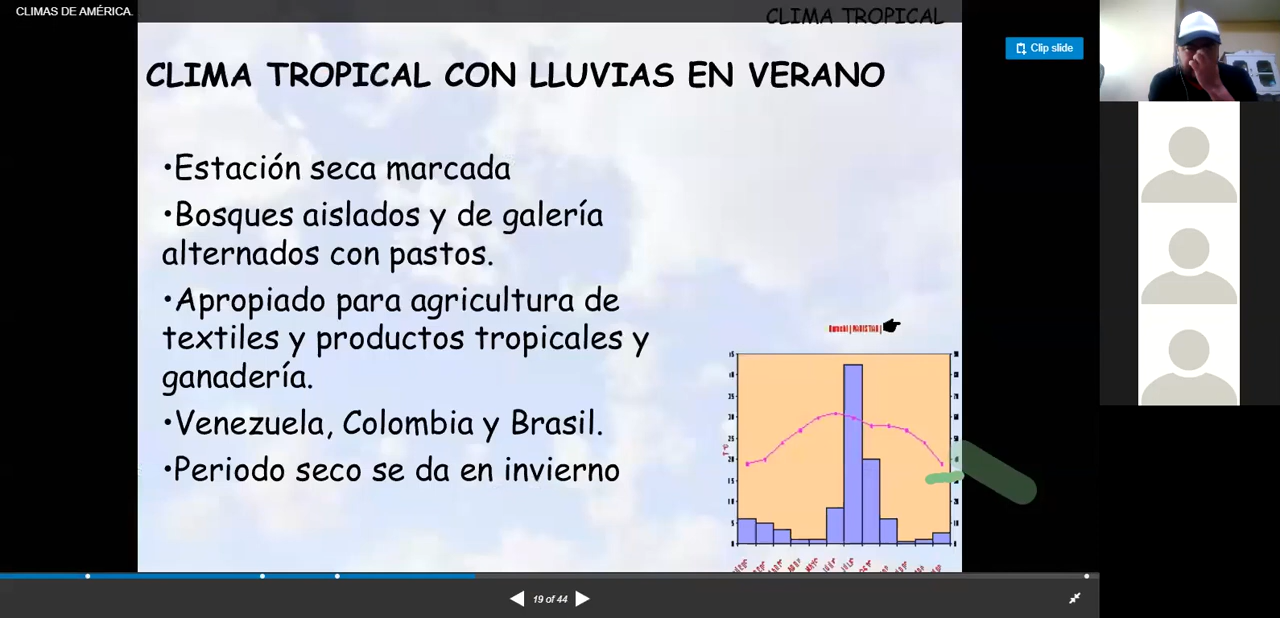 CLIMAS DE AMÉRICA.
CLIMA TROPICAL
Clip slide
CLIMA TROPICAL CON LLUVIAS EN VERANO
•Estación seca marcada
•Bosques aislados y de galería
alternados con pastos.
•Apropiado para agricultura de
textiles y productos tropicales y
ganadería.
•Venezuela, Colombia y Brasil.
•Periodo seco se da en invierno
19 of 44